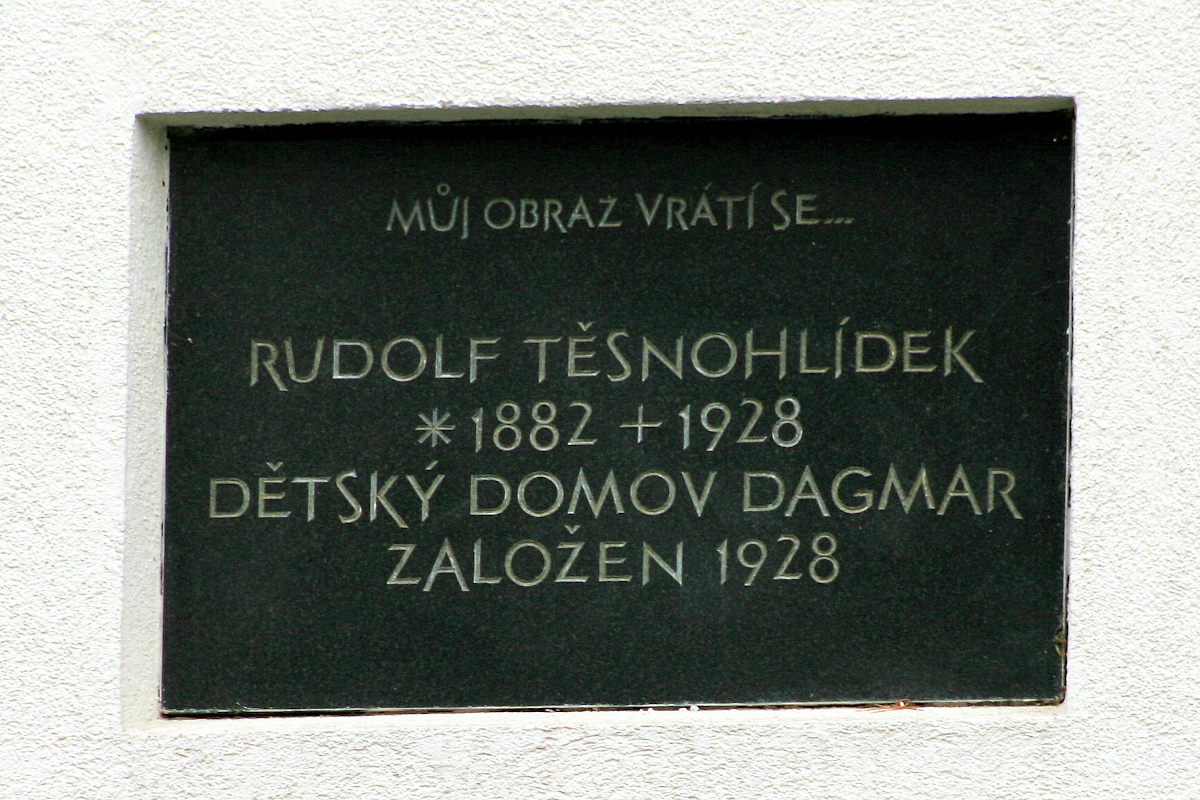 MŮJ OBRAZ VRÁTÍ SE...
RUDOLF TĚSNOHLÍDEK
* 1882 + 1928
DĚTSKÝ DOMOV DAGMAR
ZALOŽEN 1928